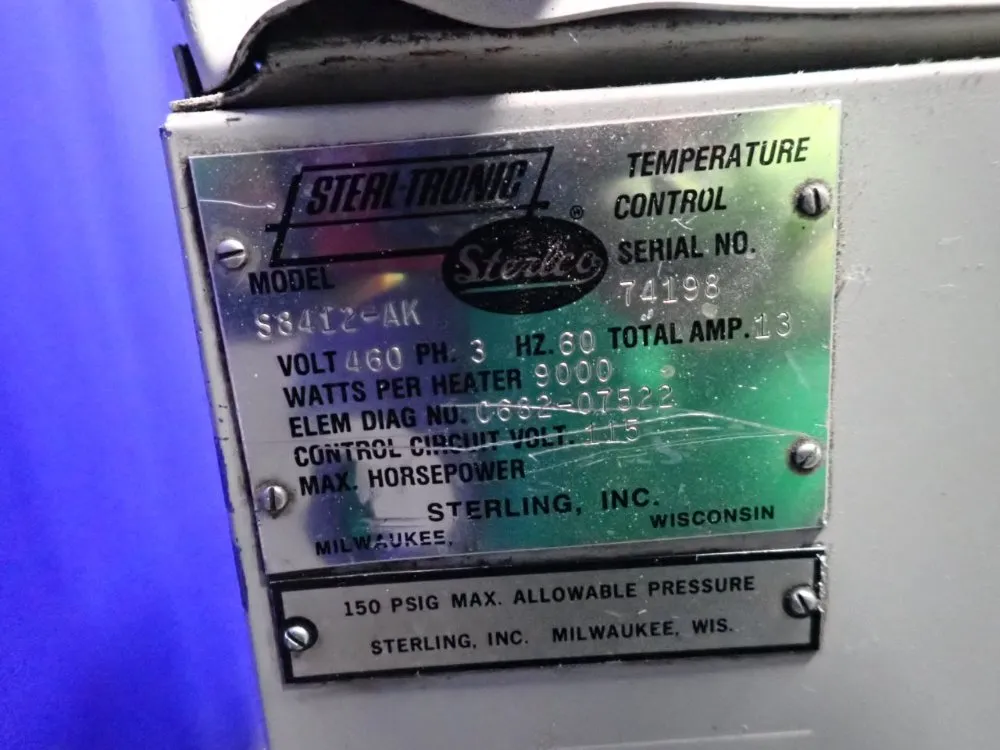 STERL-TRONIC
TEMPERATURE
CONTROL
Sterlco ®
SERIAL NO.
74198
MODEL
S8412-AK
VOLT 460 PH. 3 HZ. 60 TOTAL AMP. 13
WATTS PER HEATER 9000
ELEM DIAG NO. C682-07522
CONTROL CIRCUIT VOLT. 115
MAX. HORSEPOWER
STERLING, INC.
MILWAUKEE, WISCONSIN
150 PSIG MAX. ALLOWABLE PRESSURE
STERLING, INC. MILWAUKEE, WIS.